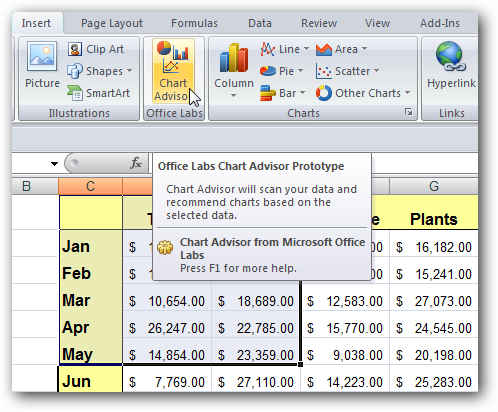 Insert Page Layout Formulas Data Review View Add-Ins
Picture Clip Art Shapes SmartArt
Illustrations
Chart Advisor
Office Labs
Column Line Pie Bar Area Scatter Other Charts
Charts
Hyperlink
Links
fx
Office Labs Chart Advisor Prototype
Chart Advisor will scan your data and
recommend charts based on the
selected data.
Chart Advisor from Microsoft Office
Labs
Press F1 for more help.
B C G
T e Plants
Jan $ 1 .00 $ 16,182.00
Feb $ 1 .00 $ 15,241.00
Mar $ 10,654.00 $ 18,689.00 $ 12,583.00 $ 27,073.00
Apr $ 26,247.00 $ 22,785.00 $ 15,770.00 $ 24,545.00
May $ 14,854.00 $ 23,359.00 $ 9,038.00 $ 20,198.00
Jun $ 7,769.00 $ 27,110.00 $ 14,223.00 $ 25,283.00